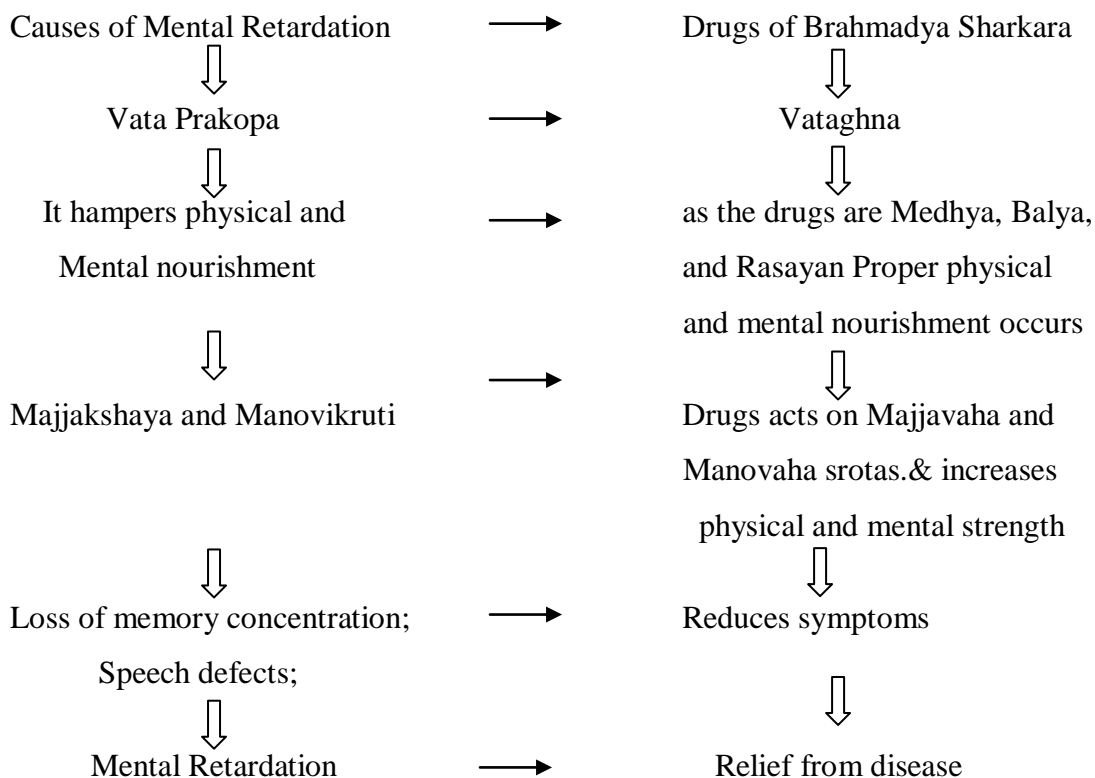 Causes of Mental Retardation
Drugs of Brahmadya Sharkara
Vata Prakopa
Vataghna
It hampers physical and
Mental nourishment
as the drugs are Medhya, Balya,
and Rasayan Proper physical
and mental nourishment occurs
Majjakshaya and Manovikruti
Drugs acts on Majjavaha and
Manovaha srotas.& increases
physical and mental strength
Loss of memory concentration;
Speech defects;
Reduces symptoms
Mental Retardation
Relief from disease